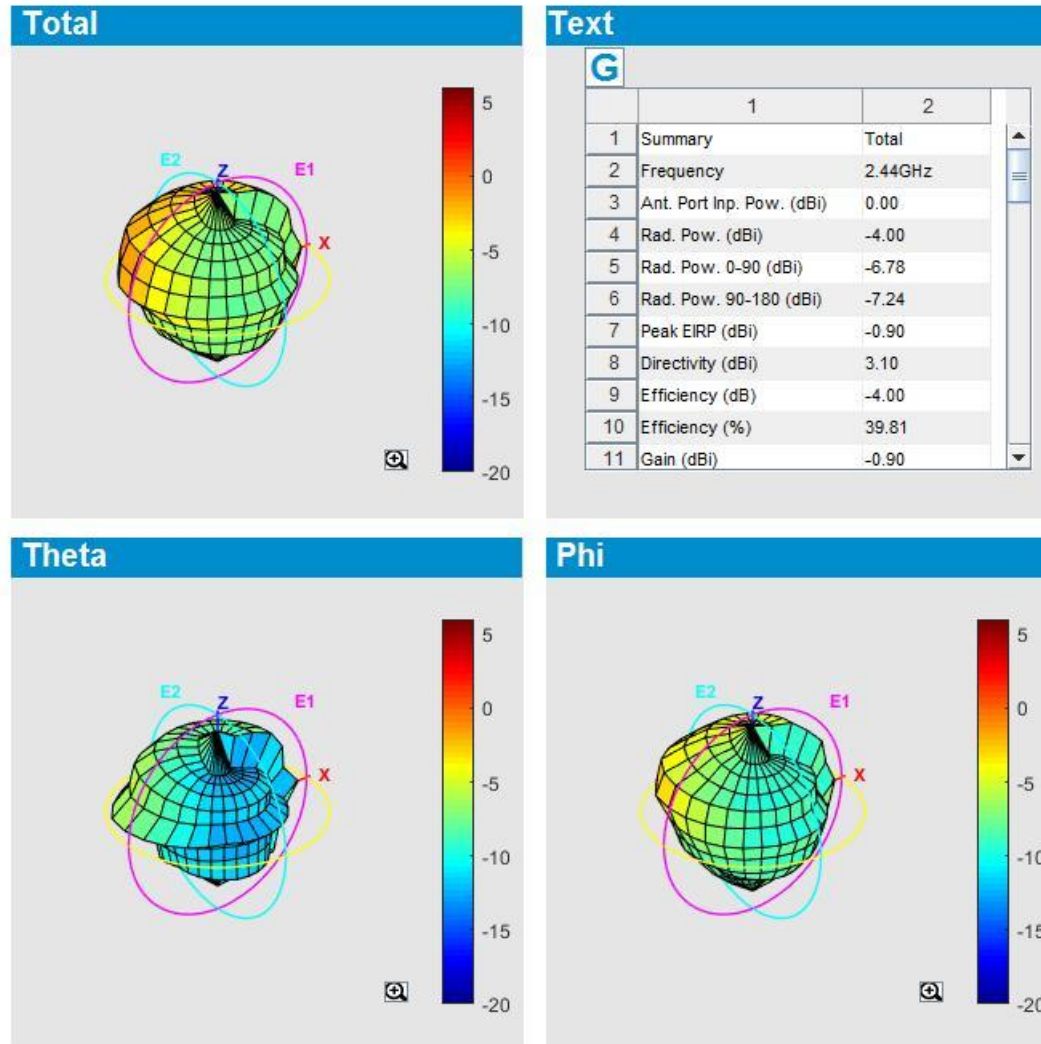 Total
5
0
-5
-10
-15
-20
E2
Z
E1
X
Text
G
1 2
1 Summary Total
2 Frequency 2.44GHz
3 Ant. Port Inp. Pow. (dBi) 0.00
4 Rad. Pow. (dBi) -4.00
5 Rad. Pow. 0-90 (dBi) -6.78
6 Rad. Pow. 90-180 (dBi) -7.24
7 Peak EIRP (dBi) -0.90
8 Directivity (dBi) 3.10
9 Efficiency (dB) -4.00
10 Efficiency (%) 39.81
11 Gain (dBi) -0.90
Theta
5
0
-5
-10
-15
-20
E2
Z
E1
X
Phi
5
0
-5
-10
-15
-20
E2
Z
E1
X